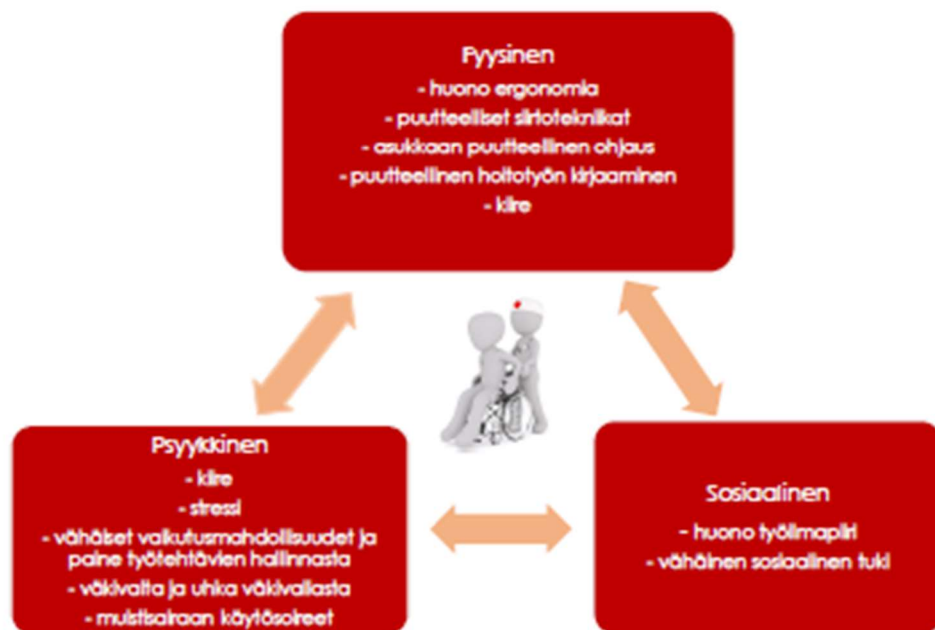 Fyysinen
- huono ergonomia
- puutteelliset siirtotekniikat
- asukkaan puutteellinen ohjaus
- puutteellinen hoitotyön kirjaaminen
- kiire
Psyykkinen
- kiire
- stressi
- vähäiset vaikutusmahdollisuudet ja
paine työtehtävien hallinnasta
- väkivalta ja uhka väkivallasta
- muistisairaan käytösoireet
Sosiaalinen
- huono työilmapiiri
- vähäinen sosiaalinen tuki